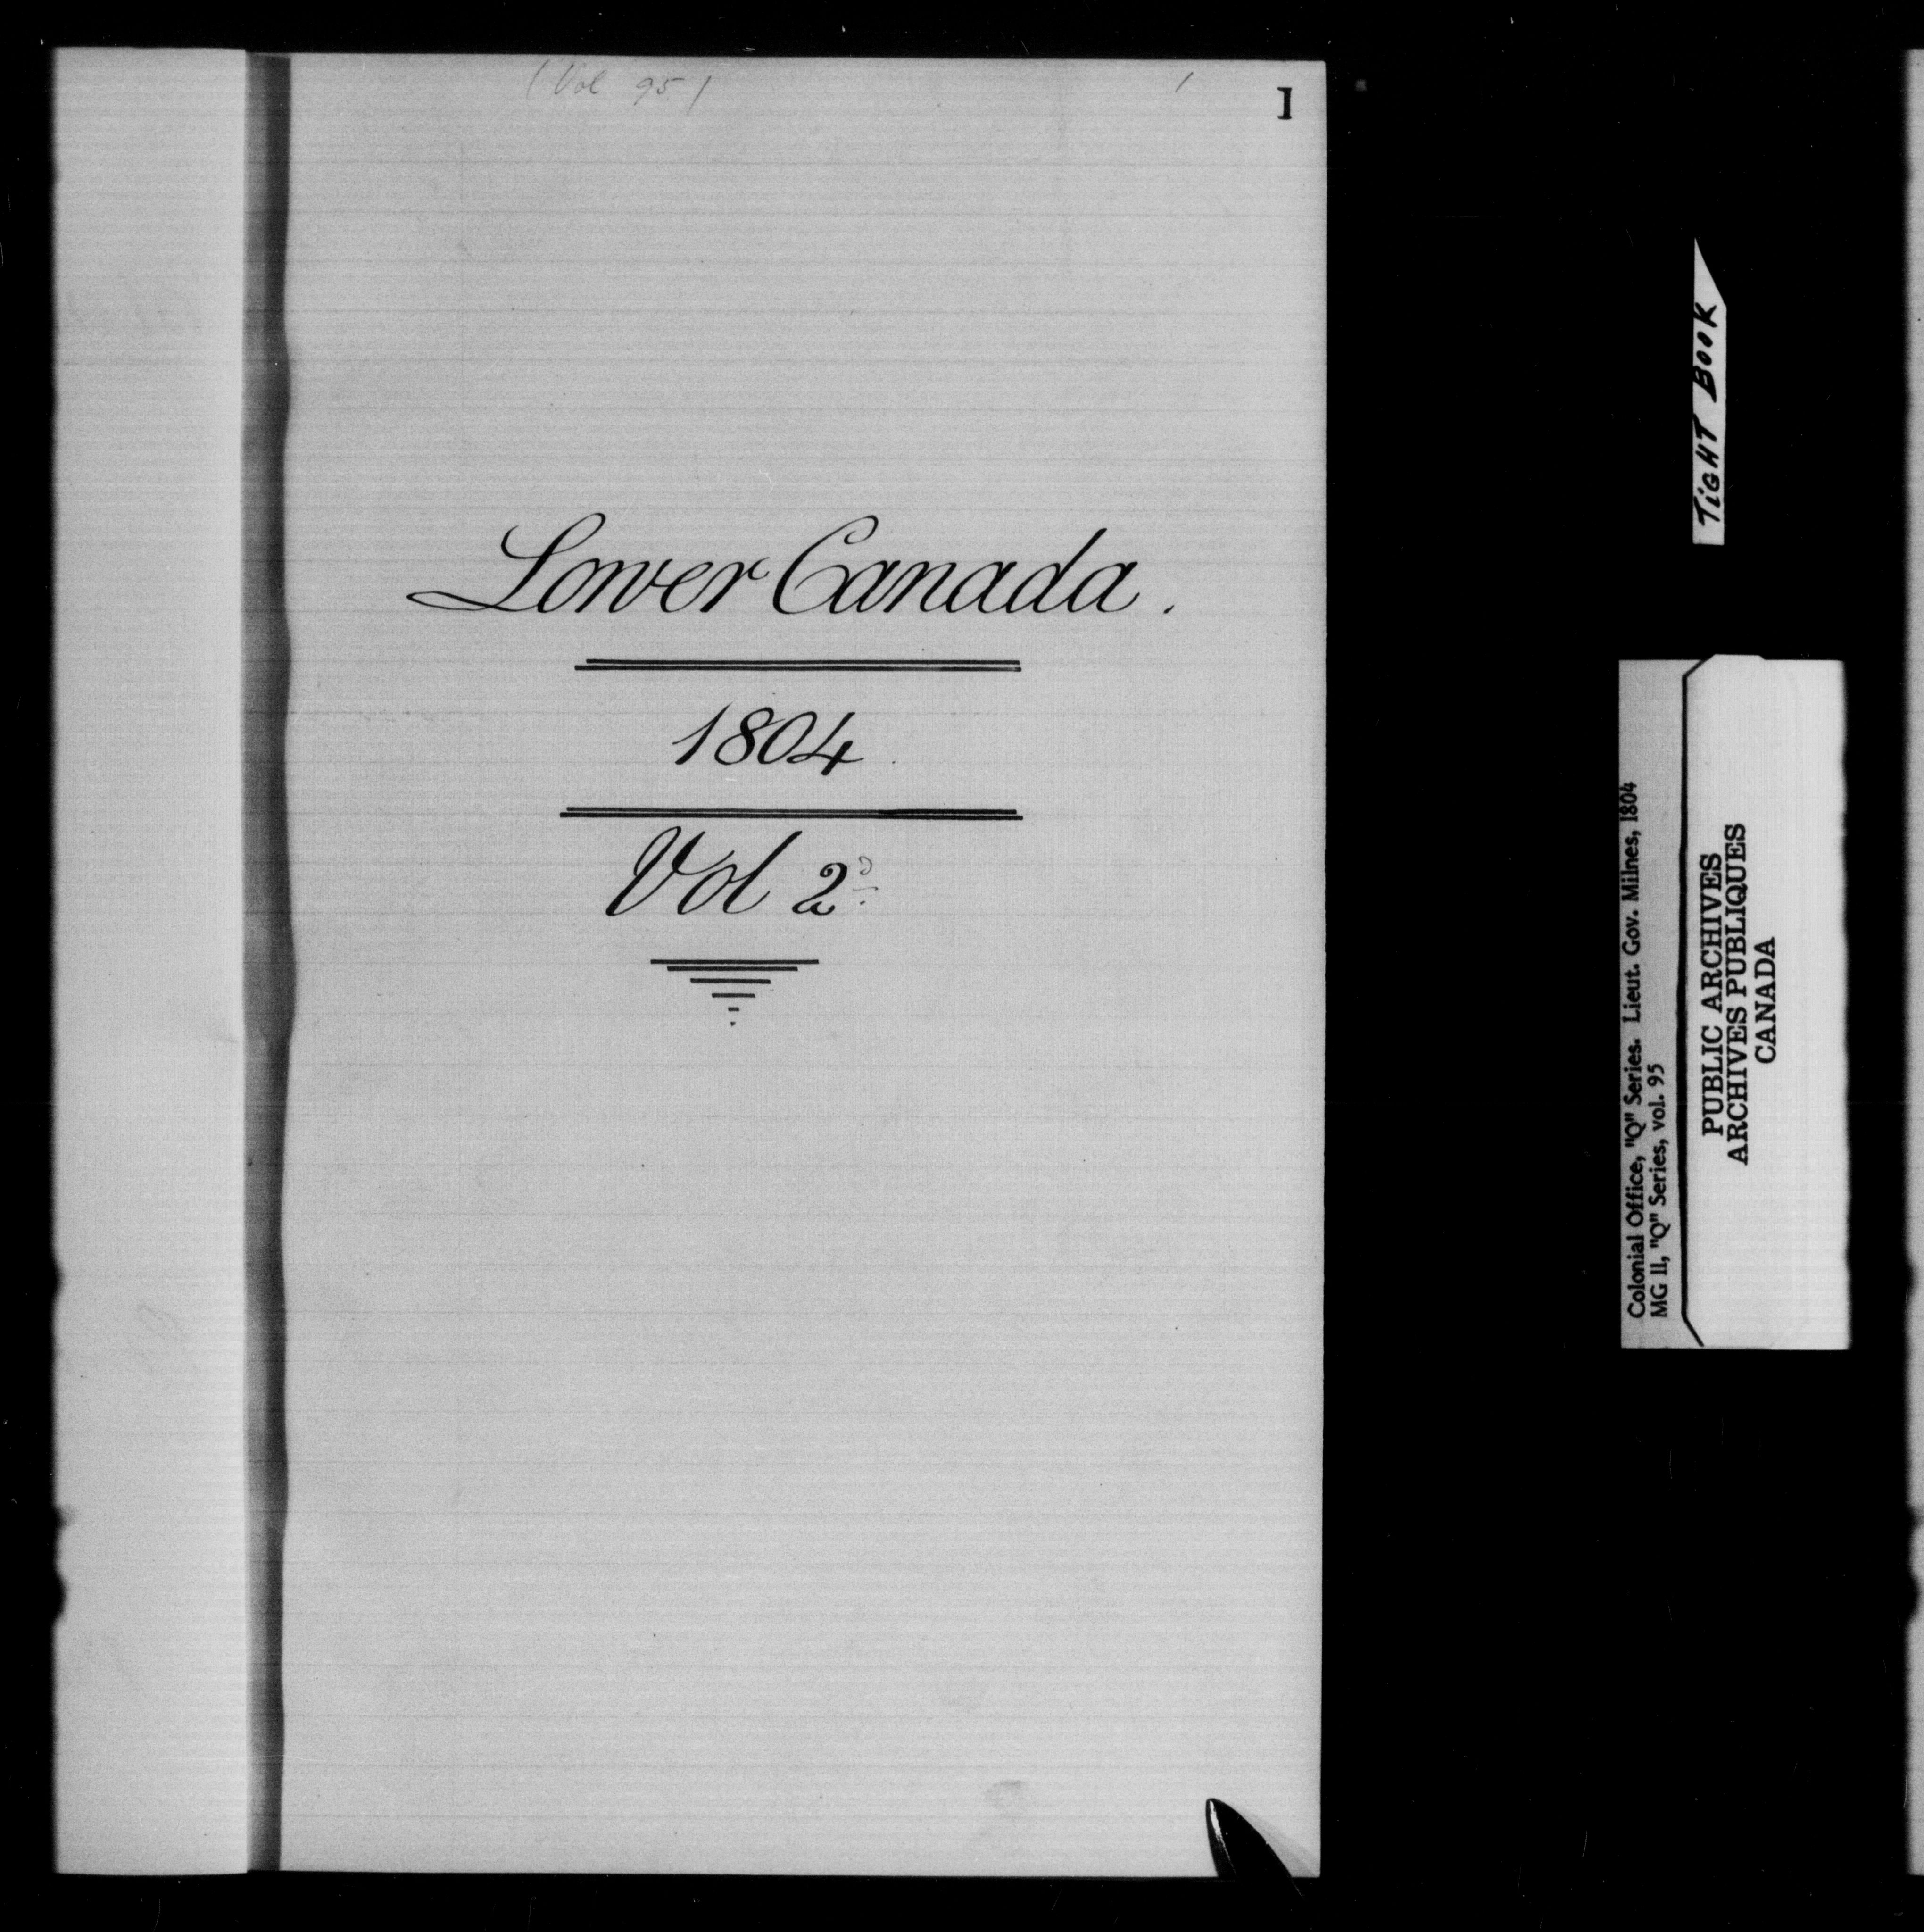 (Vol 95)
1
1
Lower Canada.
1804
Vol 2d
TIGHT BOOK
Colonial Office, "Q" Series. Lieut. Gov. Milnes, 1804
MG 11, "Q" Series, vol. 95
PUBLIC ARCHIVES
ARCHIVES PUBLIQUES
CANADA